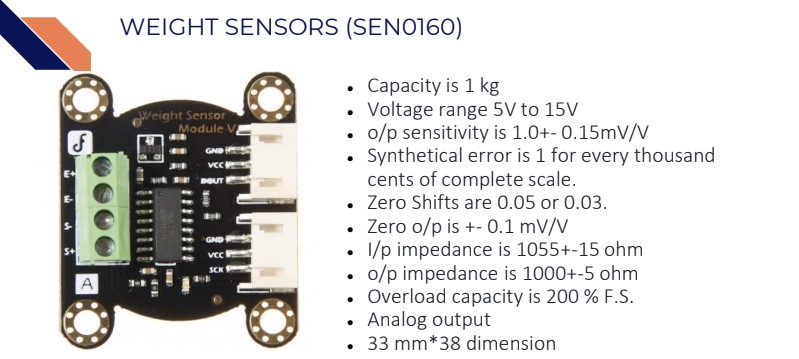 WEIGHT SENSORS (SEN0160)
Weight Sensor
Module V
E+
E-
S-
S+
A
GND
VCC
DOUT
GND
VCC
SCK
• Capacity is 1 kg
• Voltage range 5V to 15V
• o/p sensitivity is 1.0+- 0.15mV/V
• Synthetical error is 1 for every thousand
cents of complete scale.
• Zero Shifts are 0.05 or 0.03.
• Zero o/p is +- 0.1 mV/V
• I/p impedance is 1055+-15 ohm
• o/p impedance is 1000+-5 ohm
• Overload capacity is 200 % F.S.
• Analog output
• 33 mm*38 dimension